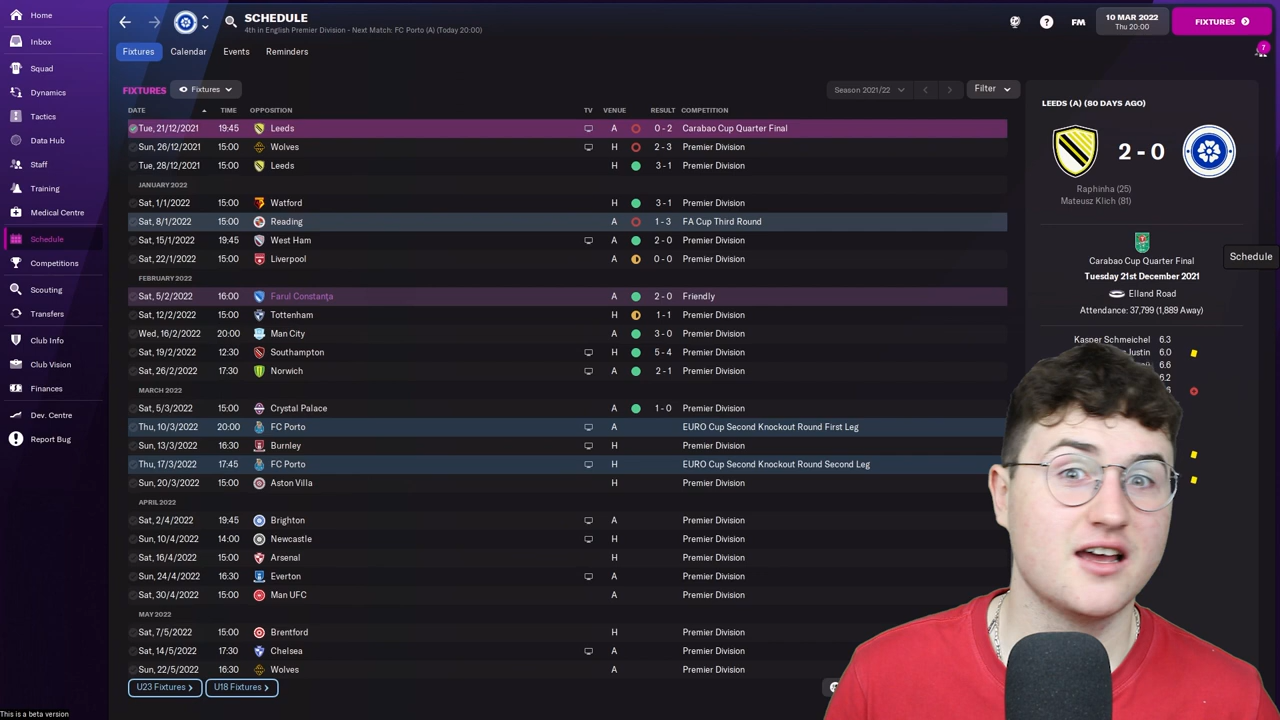 Home
Inbox
Squad
Dynamics
Tactics
Data Hub
Staff
Training
Medical Centre
Schedule
Competitions
Scouting
Transfers
Club Info
Club Vision
Finances
Dev. Centre
Report Bug
This is a beta version
SCHEDULE
4th in English Premier Division - Next Match: FC Porto (A) (Today 20:00)
FM
10 MAR 2022
Thu 20:00
FIXTURES
7
Fixtures Calendar Events Reminders
FIXTURES Fixtures Season 2021/22 Filter
DATE TIME OPPOSITION TV VENUE RESULT COMPETITION
Tue, 21/12/2021 19:45 Leeds A 0 - 2 Carabao Cup Quarter Final
Sun, 26/12/2021 15:00 Wolves H 2 - 3 Premier Division
Tue, 28/12/2021 15:00 Leeds H 3 - 1 Premier Division
JANUARY 2022
Sat, 1/1/2022 15:00 Watford H 3 - 1 Premier Division
Sat, 8/1/2022 15:00 Reading A 1 - 3 FA Cup Third Round
Sat, 15/1/2022 19:45 West Ham A 2 - 0 Premier Division
Sat, 22/1/2022 15:00 Liverpool A 0 - 0 Premier Division
FEBRUARY 2022
Sat, 5/2/2022 16:00 Farul Constanța A 2 - 0 Friendly
Sat, 12/2/2022 15:00 Tottenham H 1 - 1 Premier Division
Wed, 16/2/2022 20:00 Man City A 3 - 0 Premier Division
Sat, 19/2/2022 12:30 Southampton H 5 - 4 Premier Division
Sat, 26/2/2022 17:30 Norwich A 2 - 1 Premier Division
MARCH 2022
Sat, 5/3/2022 15:00 Crystal Palace A 1 - 0 Premier Division
Thu, 10/3/2022 20:00 FC Porto A EURO Cup Second Knockout Round First Leg
Sun, 13/3/2022 16:30 Burnley H Premier Division
Thu, 17/3/2022 17:45 FC Porto H EURO Cup Second Knockout Round Second Leg
Sun, 20/3/2022 15:00 Aston Villa H Premier Division
APRIL 2022
Sat, 2/4/2022 19:45 Brighton A Premier Division
Sun, 10/4/2022 14:00 Newcastle H Premier Division
Sat, 16/4/2022 15:00 Arsenal H Premier Division
Sun, 24/4/2022 16:30 Everton A Premier Division
Sat, 30/4/2022 15:00 Man UFC A Premier Division
MAY 2022
Sat, 7/5/2022 15:00 Brentford H Premier Division
Sat, 14/5/2022 17:30 Chelsea A Premier Division
Sun, 22/5/2022 16:30 Wolves A Premier Division
U23 Fixtures U18 Fixtures
LEEDS (A) (80 DAYS AGO)
2 - 0
Raphinha (25)
Mateusz Klich (81)
Carabao Cup Quarter Final
Schedule
Tuesday 21st December 2021
Elland Road
Attendance: 37,799 (1,889 Away)
Kasper Schmeichel 6.3
Justin 6.0
6.6
6.2